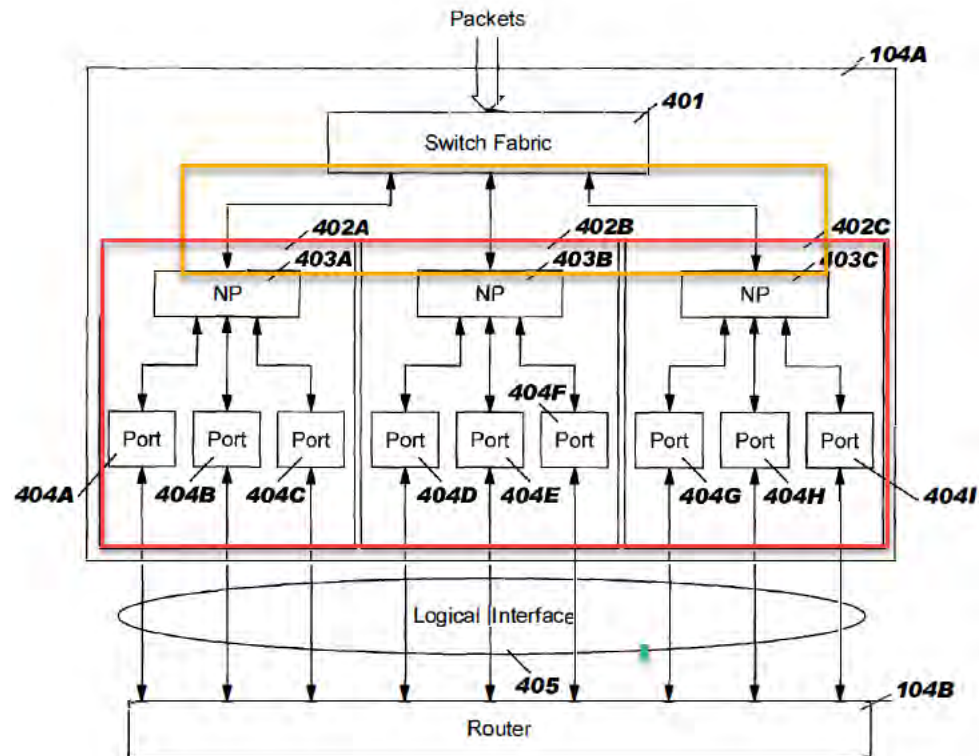 Packets
104A
401
Switch Fabric
402A 402B 402C
403A 403B 403C
NP NP NP
404F
Port Port Port Port Port Port Port Port Port
404A 404B 404C 404D 404E 404G 404H 404I
Logical Interface
405
104B
Router